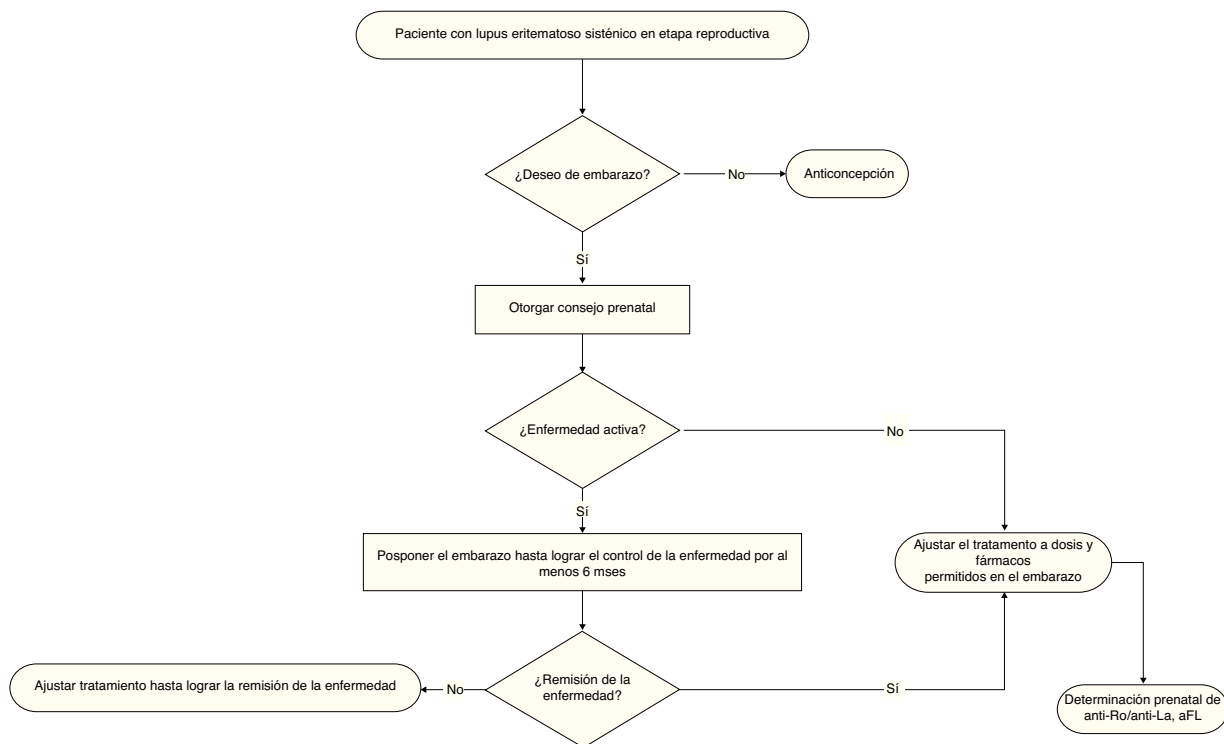 Paciente con lupus eritematoso sisténico en etapa reproductiva
¿Deseo de embarazo?
No
Anticoncepción
Sí
Otorgar consejo prenatal
¿Enfermedad activa?
No
Sí
Posponer el embarazo hasta lograr el control de la enfermedad por al
menos 6 mses
Ajustar el tratamento a dosis y
fármacos
permitidos en el embarazo
¿Remisión de la
enfermedad?
No
Sí
Ajustar tratamiento hasta lograr la remisión de la enfermedad
Determinación prenatal de
anti-Ro/anti-La, aFL